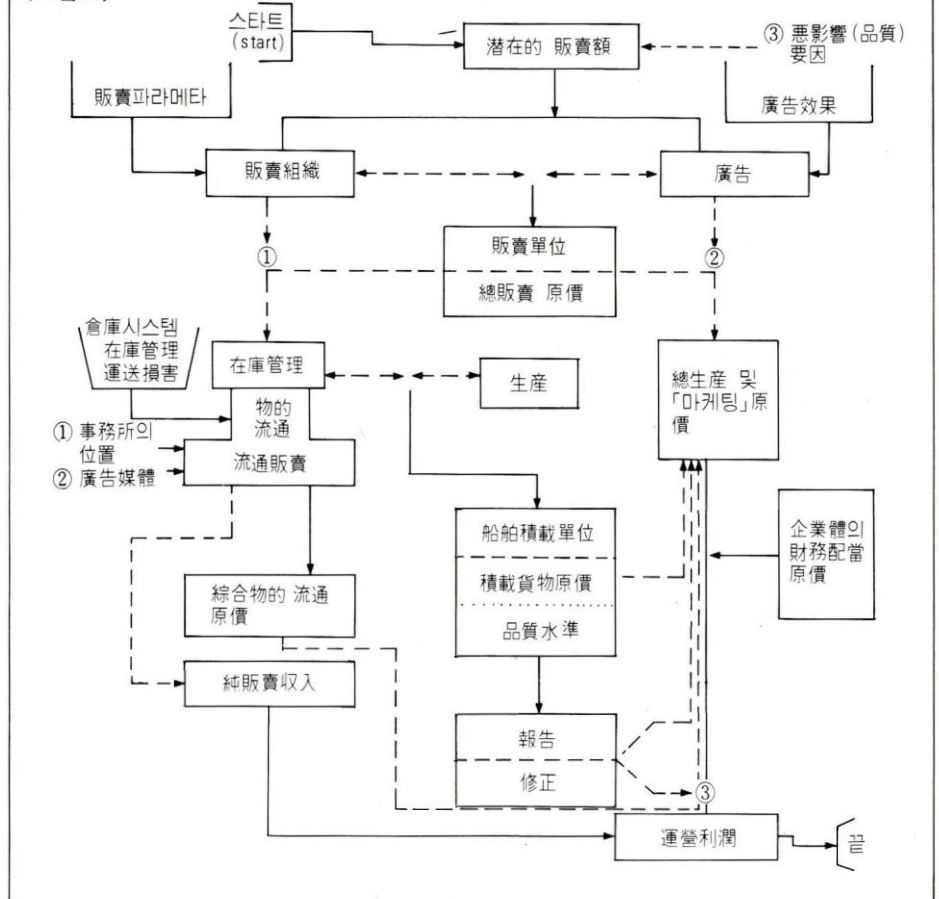 스타트
(start)
潜在的 販賣額
③ 悪影響(品質)
要因
販賣파라메타
廣告效果
販賣組織
廣告
販賣單位
總販賣 原價
①
②
倉庫시스템
在庫管理
運送損害
在庫管理
生産
總生産 및
「마케팅」原
價
物的
流通
① 事務所의
位置
② 廣告媒體
流通販賣
船舶積載單位
積載貨物原價
品質水準
企業體의
財務配當
原價
綜合物的 流通
原價
純販賣収入
報告
修正
③
運營利潤
끝